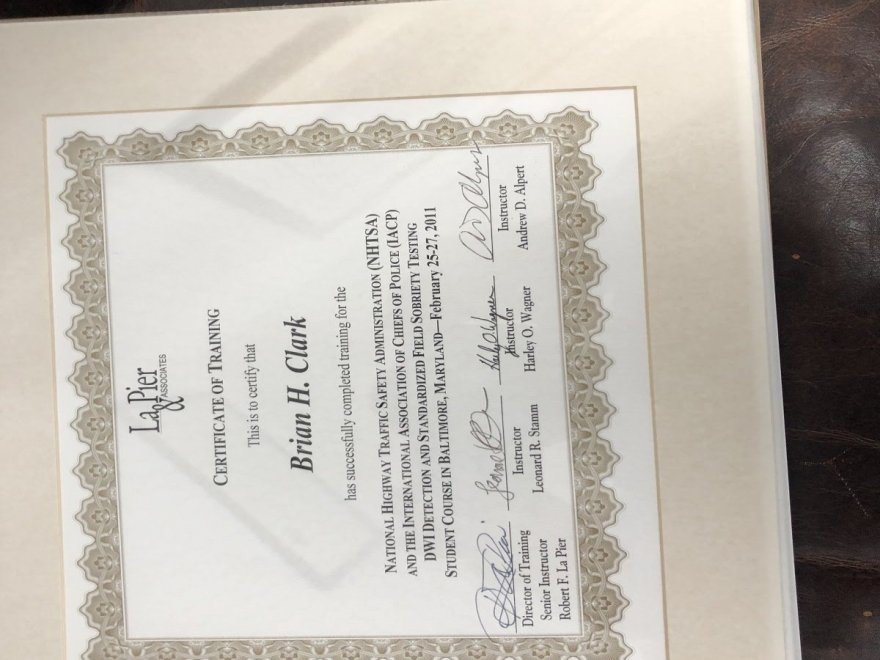 La Pier
& ASSOCIATES
CERTIFICATE OF TRAINING
This is to certify that
Brian H. Clark
has successfully completed training for the
NATIONAL HIGHWAY TRAFFIC SAFETY ADMINISTRATION (NHTSA)
AND THE INTERNATIONAL ASSOCIATION OF CHIEFS OF POLICE (IACP)
DWI DETECTION AND STANDARDIZED FIELD SOBRIETY TESTING
STUDENT COURSE IN BALTIMORE, MARYLAND—FEBRUARY 25-27, 2011
Harley O. Wagner
Director of Training
Senior Instructor
Robert F. La Pier
Instructor
Leonard R. Stamm
Instructor
Harley O. Wagner
Instructor
Andrew D. Alpert